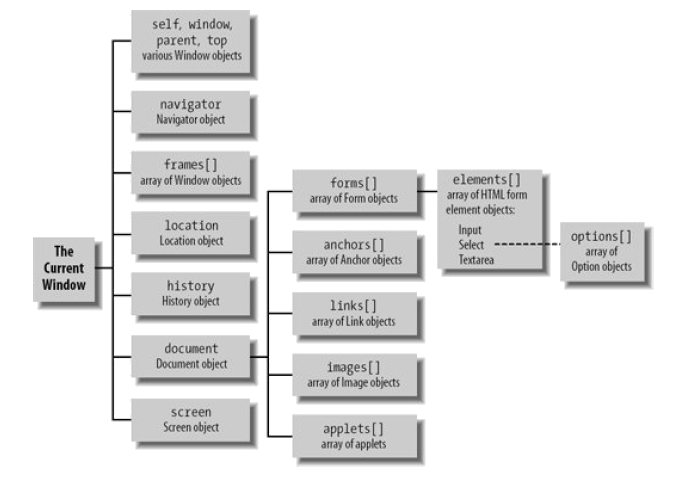 The
Current
Window
self, window,
parent, top
various Window objects
navigator
Navigator object
frames[]
array of Window objects
location
Location object
history
History object
document
Document object
screen
Screen object
forms[]
array of Form objects
anchors[]
array of Anchor objects
links[]
array of Link objects
images[]
array of Image objects
applets[]
array of applets
elements[]
array of HTML form
element objects:
Input
Select
Textarea
options[]
array of
Option objects